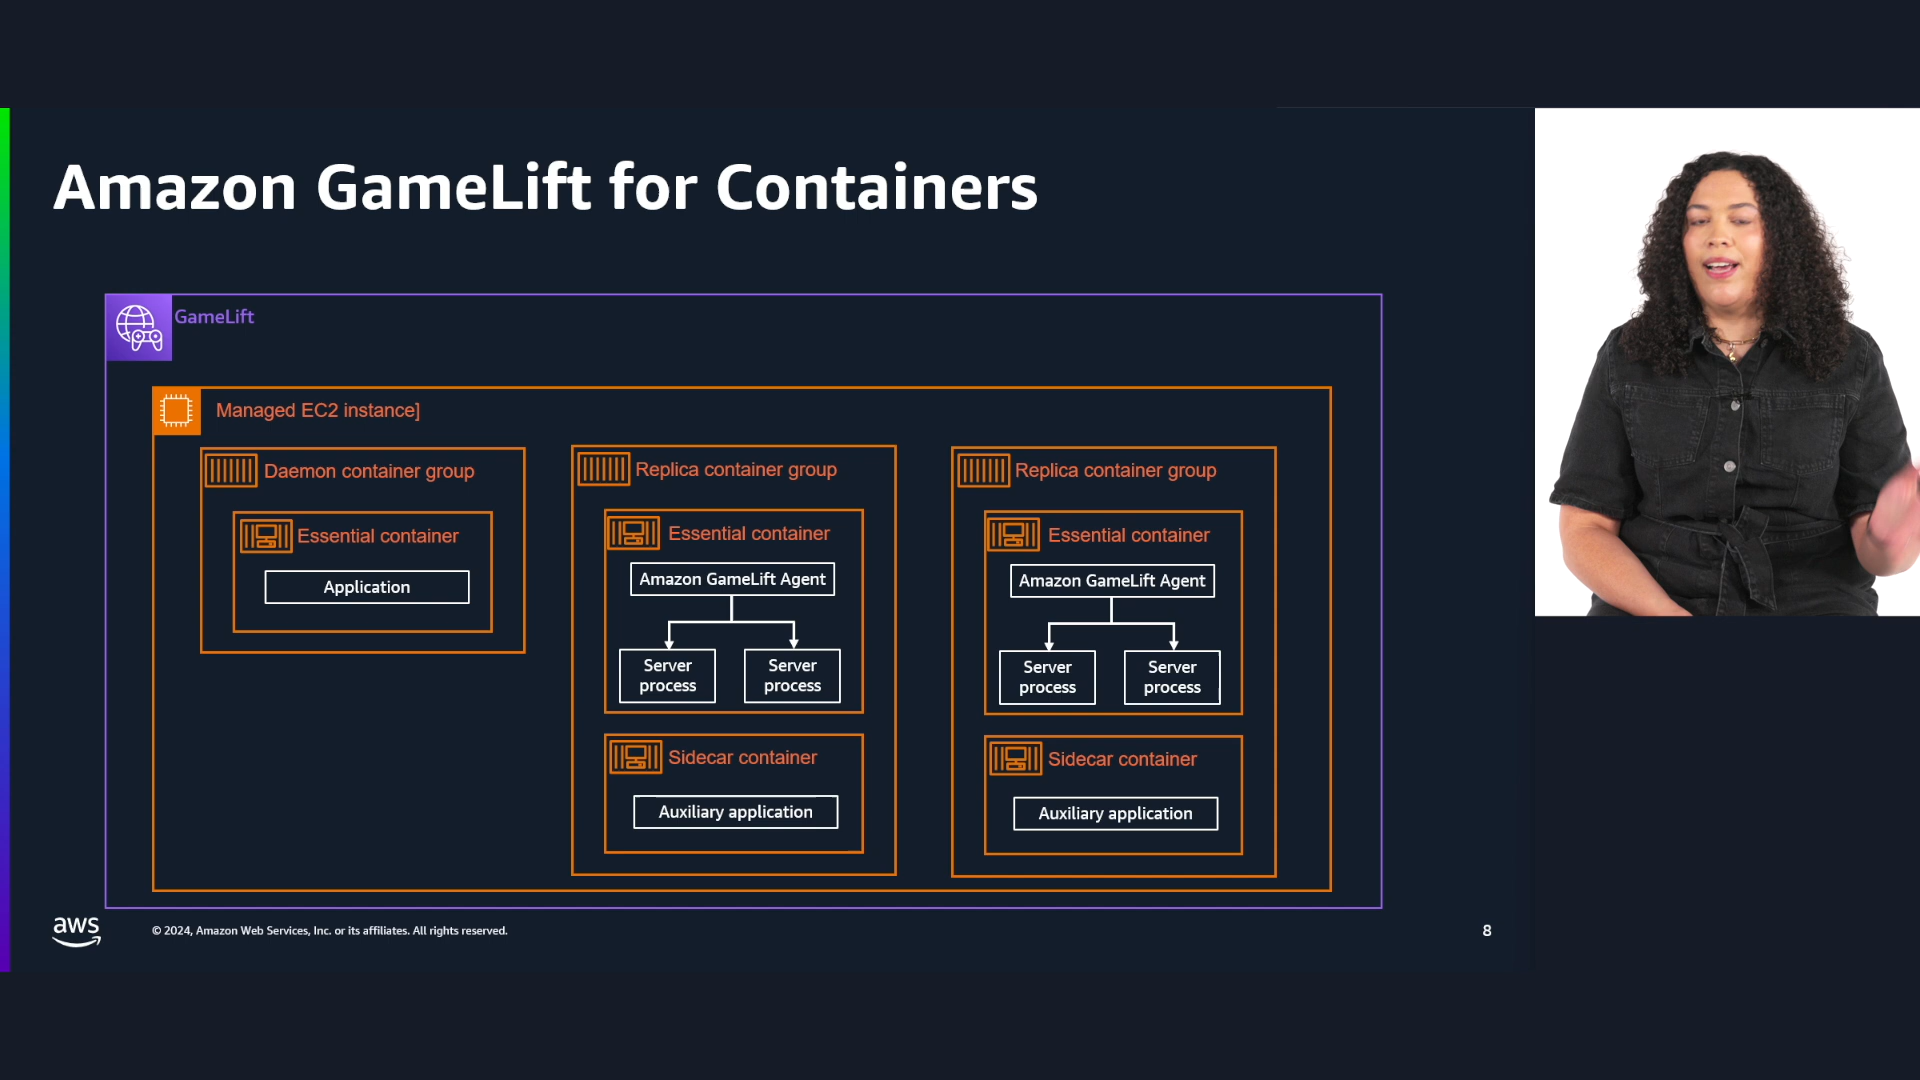 Amazon GameLift for Containers
GameLift
Managed EC2 instance]
Daemon container group
Essential container
Application
Replica container group
Essential container
Amazon GameLift Agent
Server
process
Server
process
Sidecar container
Auxiliary application
Replica container group
Essential container
Amazon GameLift Agent
Server
process
Server
process
Sidecar container
Auxiliary application
aws
© 2024, Amazon Web Services, Inc. or its affiliates. All rights reserved.
8